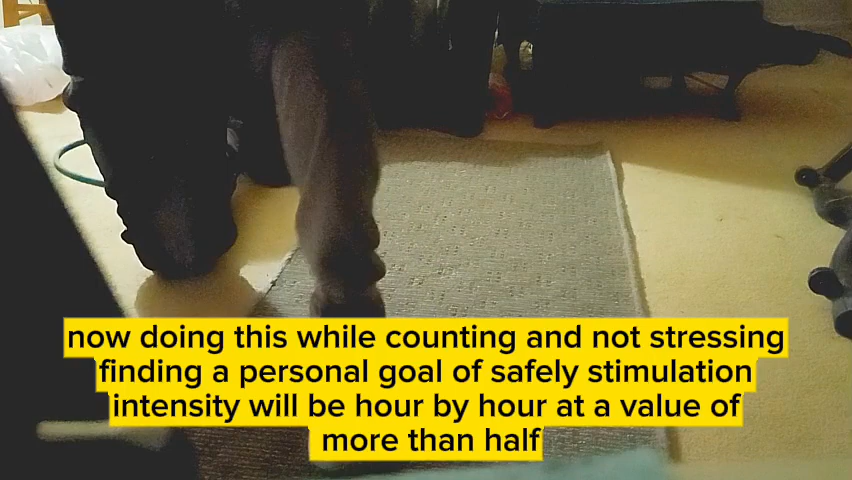 now doing this while counting and not stressing
finding a personal goal of safely stimulation
intensity will be hour by hour at a value of
more than half